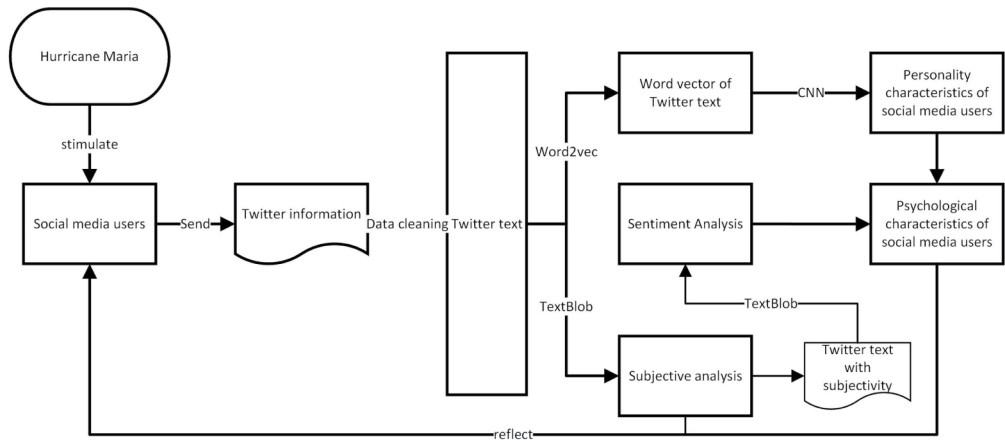 Hurricane Maria
stimulate
Social media users
Send
Twitter information
Data cleaning
Twitter text
Word2vec
TextBlob
Word vector of
Twitter text
CNN
Personality
characteristics of
social media users
Sentiment Analysis
Psychological
characteristics of
social media users
TextBlob
Subjective analysis
Twitter text
with
subjectivity
reflect